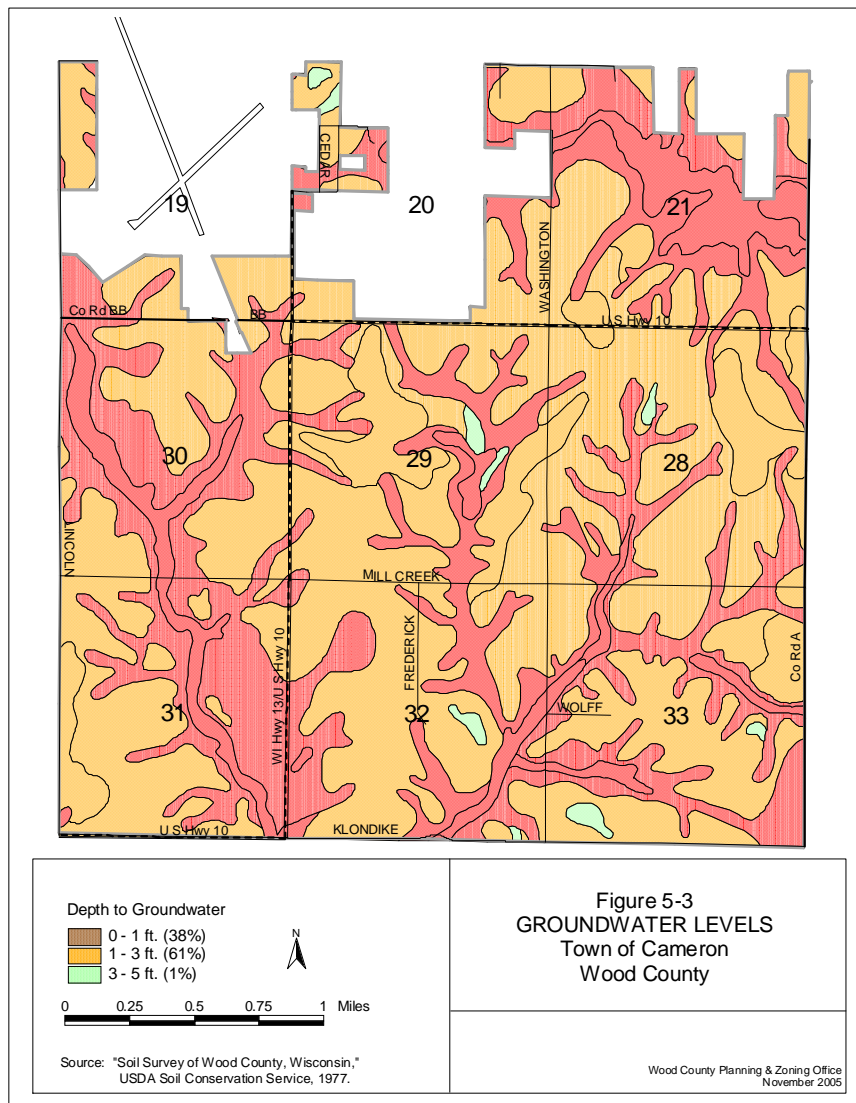 CEDAR
19
20
21
WASHINGTON
Co Rd BB
BB
U S Hwy 10
30
29
28
LINCOLN
MILL CREEK
FREDERICK
WI Hwy 13/U S Hwy 10
Co Rd A
31
32
WOLFF
33
U S Hwy 10
KLONDIKE
Depth to Groundwater
0 - 1 ft. (38%)
1 - 3 ft. (61%)
3 - 5 ft. (1%)
N
0 0.25 0.5 0.75 1 Miles
Source: "Soil Survey of Wood County, Wisconsin,"
USDA Soil Conservation Service, 1977.
Figure 5-3
GROUNDWATER LEVELS
Town of Cameron
Wood County
Wood County Planning & Zoning Office
November 2005